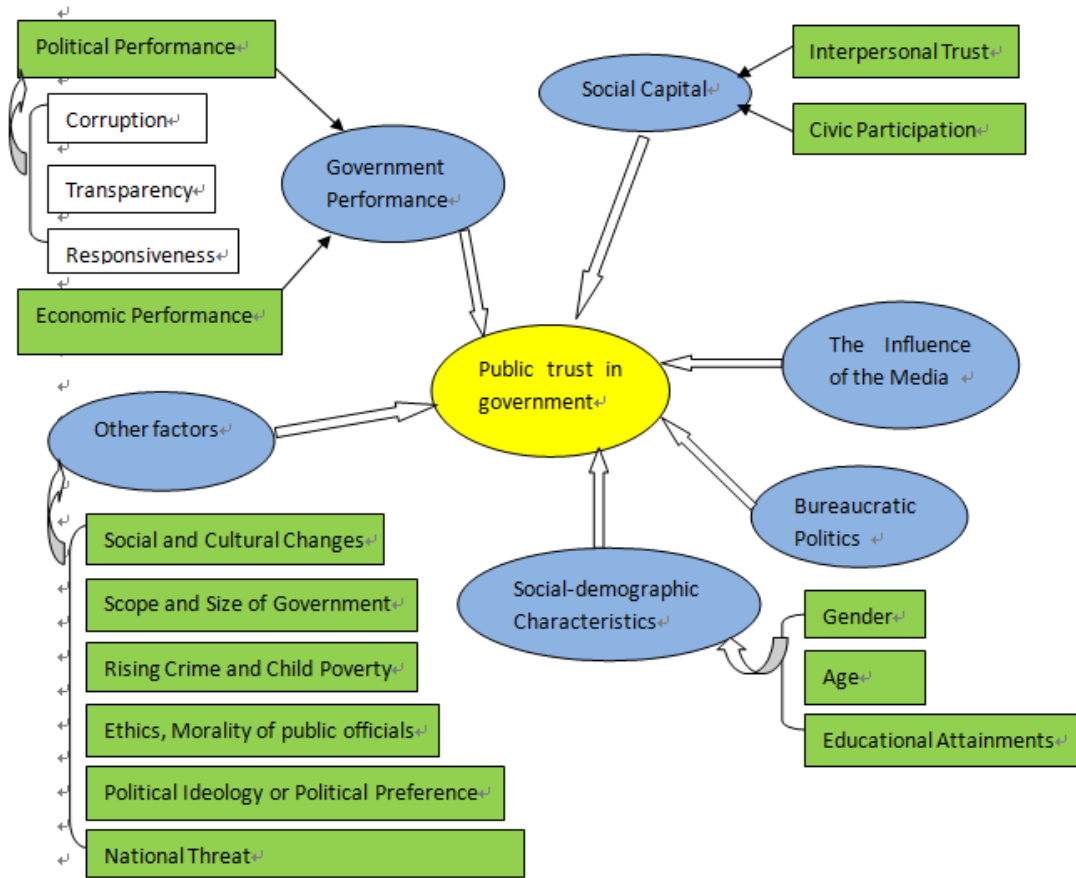 Political Performance
Corruption
Transparency
Responsiveness
Economic Performance
Government
Performance
Social Capital
Interpersonal Trust
Civic Participation
Public trust in
government
The Influence
of the Media
Other factors
Bureaucratic
Politics
Social-demographic
Characteristics
Gender
Age
Educational Attainments
Social and Cultural Changes
Scope and Size of Government
Rising Crime and Child Poverty
Ethics, Morality of public officials
Political Ideology or Political Preference
National Threat